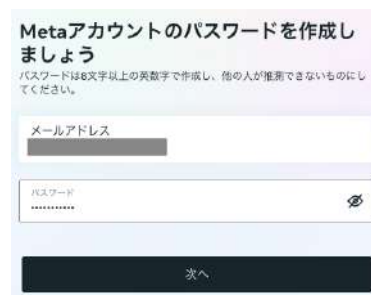 Metaアカウントのパスワードを作成し
ましょう
パスワードは8文字以上の英数字で作成し、他の人が推測できないものにし
てください。
メールアドレス
パスワード
············
次へ